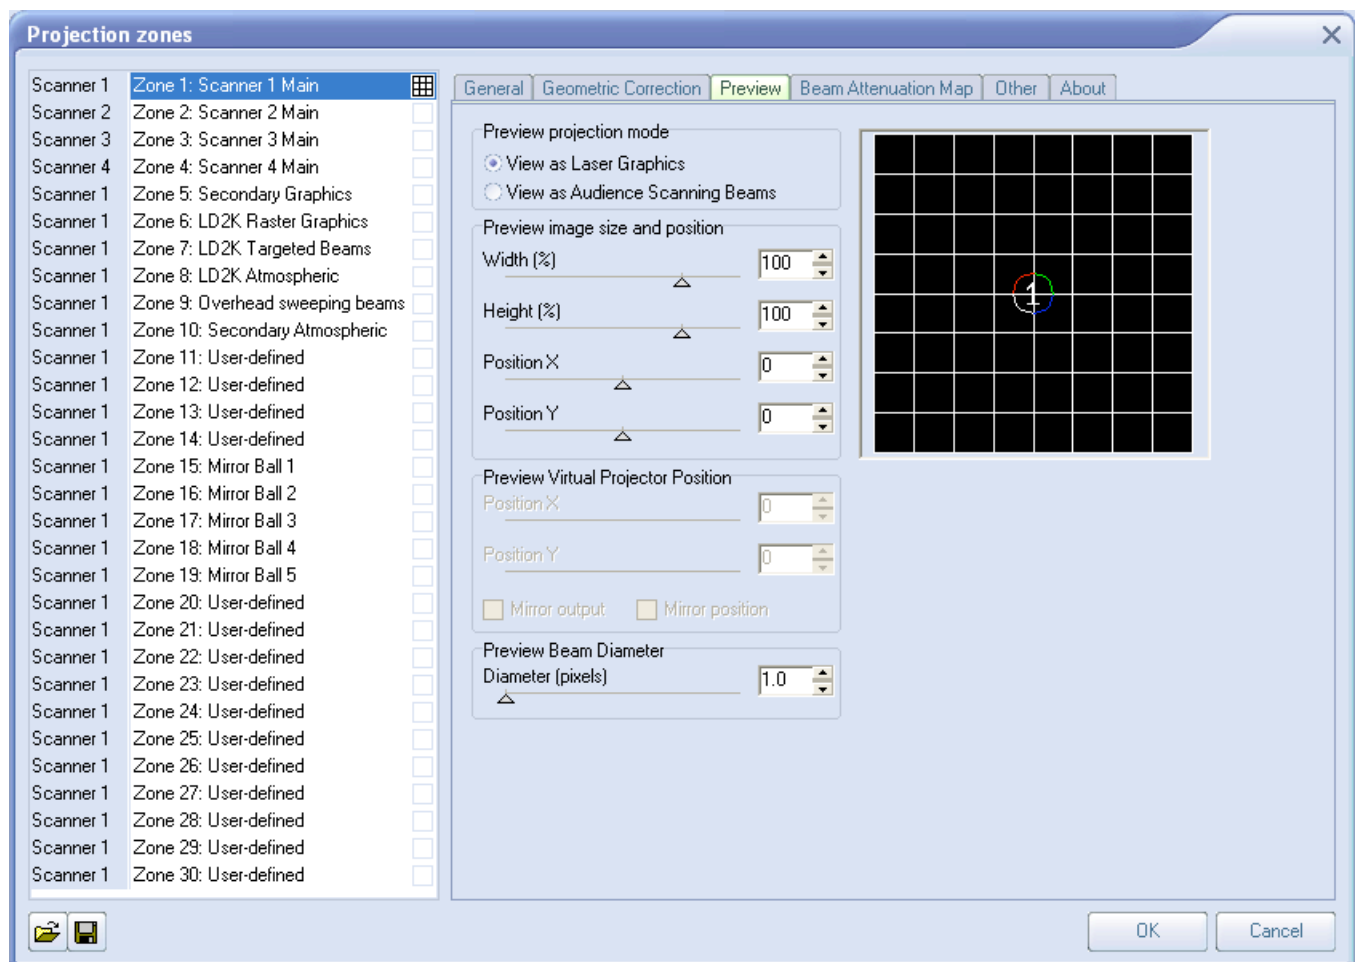 Projection zones
Scanner 1 Zone 1: Scanner 1 Main
Scanner 2 Zone 2: Scanner 2 Main
Scanner 3 Zone 3: Scanner 3 Main
Scanner 4 Zone 4: Scanner 4 Main
Scanner 1 Zone 5: Secondary Graphics
Scanner 1 Zone 6: LD2K Raster Graphics
Scanner 1 Zone 7: LD2K Targeted Beams
Scanner 1 Zone 8: LD2K Atmospheric
Scanner 1 Zone 9: Overhead sweeping beams
Scanner 1 Zone 10: Secondary Atmospheric
Scanner 1 Zone 11: User-defined
Scanner 1 Zone 12: User-defined
Scanner 1 Zone 13: User-defined
Scanner 1 Zone 14: User-defined
Scanner 1 Zone 15: Mirror Ball 1
Scanner 1 Zone 16: Mirror Ball 2
Scanner 1 Zone 17: Mirror Ball 3
Scanner 1 Zone 18: Mirror Ball 4
Scanner 1 Zone 19: Mirror Ball 5
Scanner 1 Zone 20: User-defined
Scanner 1 Zone 21: User-defined
Scanner 1 Zone 22: User-defined
Scanner 1 Zone 23: User-defined
Scanner 1 Zone 24: User-defined
Scanner 1 Zone 25: User-defined
Scanner 1 Zone 26: User-defined
Scanner 1 Zone 27: User-defined
Scanner 1 Zone 28: User-defined
Scanner 1 Zone 29: User-defined
Scanner 1 Zone 30: User-defined
General Geometric Correction Preview Beam Attenuation Map Other About
Preview projection mode
View as Laser Graphics
View as Audience Scanning Beams
Preview image size and position
Width (%) 100
Height (%) 100
Position X 0
Position Y 0
Preview Virtual Projector Position
Position X 0
Position Y 0
Mirror output Mirror position
Preview Beam Diameter
Diameter (pixels) 1.0
1
OK Cancel